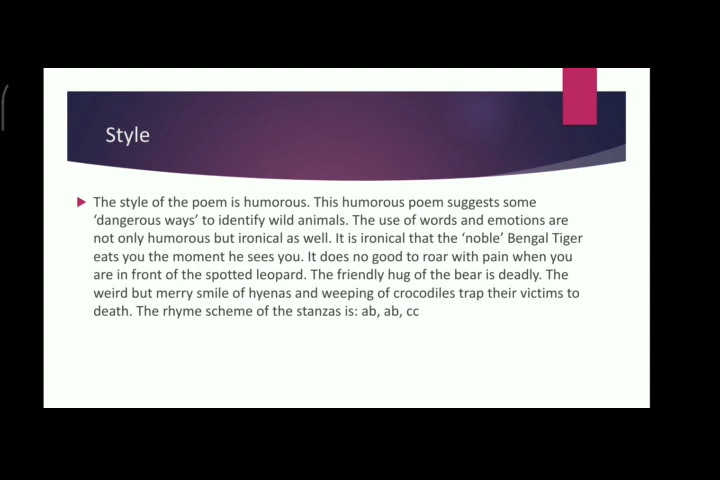 Style
The style of the poem is humorous. This humorous poem suggests some
‘dangerous ways’ to identify wild animals. The use of words and emotions are
not only humorous but ironical as well. It is ironical that the ‘noble’ Bengal Tiger
eats you the moment he sees you. It does no good to roar with pain when you
are in front of the spotted leopard. The friendly hug of the bear is deadly. The
weird but merry smile of hyenas and weeping of crocodiles trap their victims to
death. The rhyme scheme of the stanzas is: ab, ab, cc